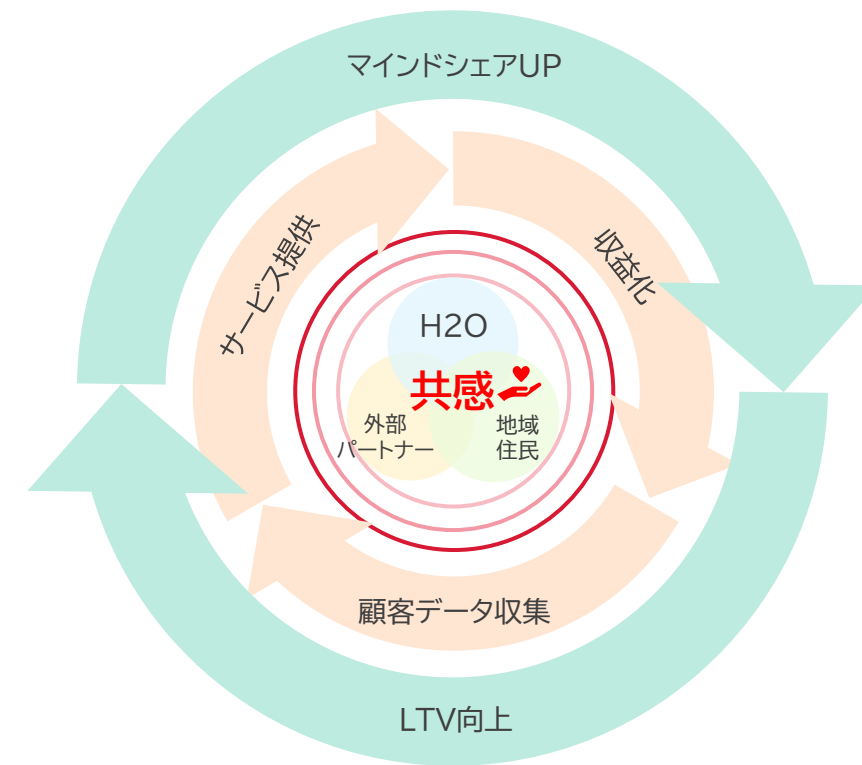 マインドシェアUP
サービス提供
収益化
H2O
共感
外部
パートナー
地域
住民
顧客データ収集
LTV向上